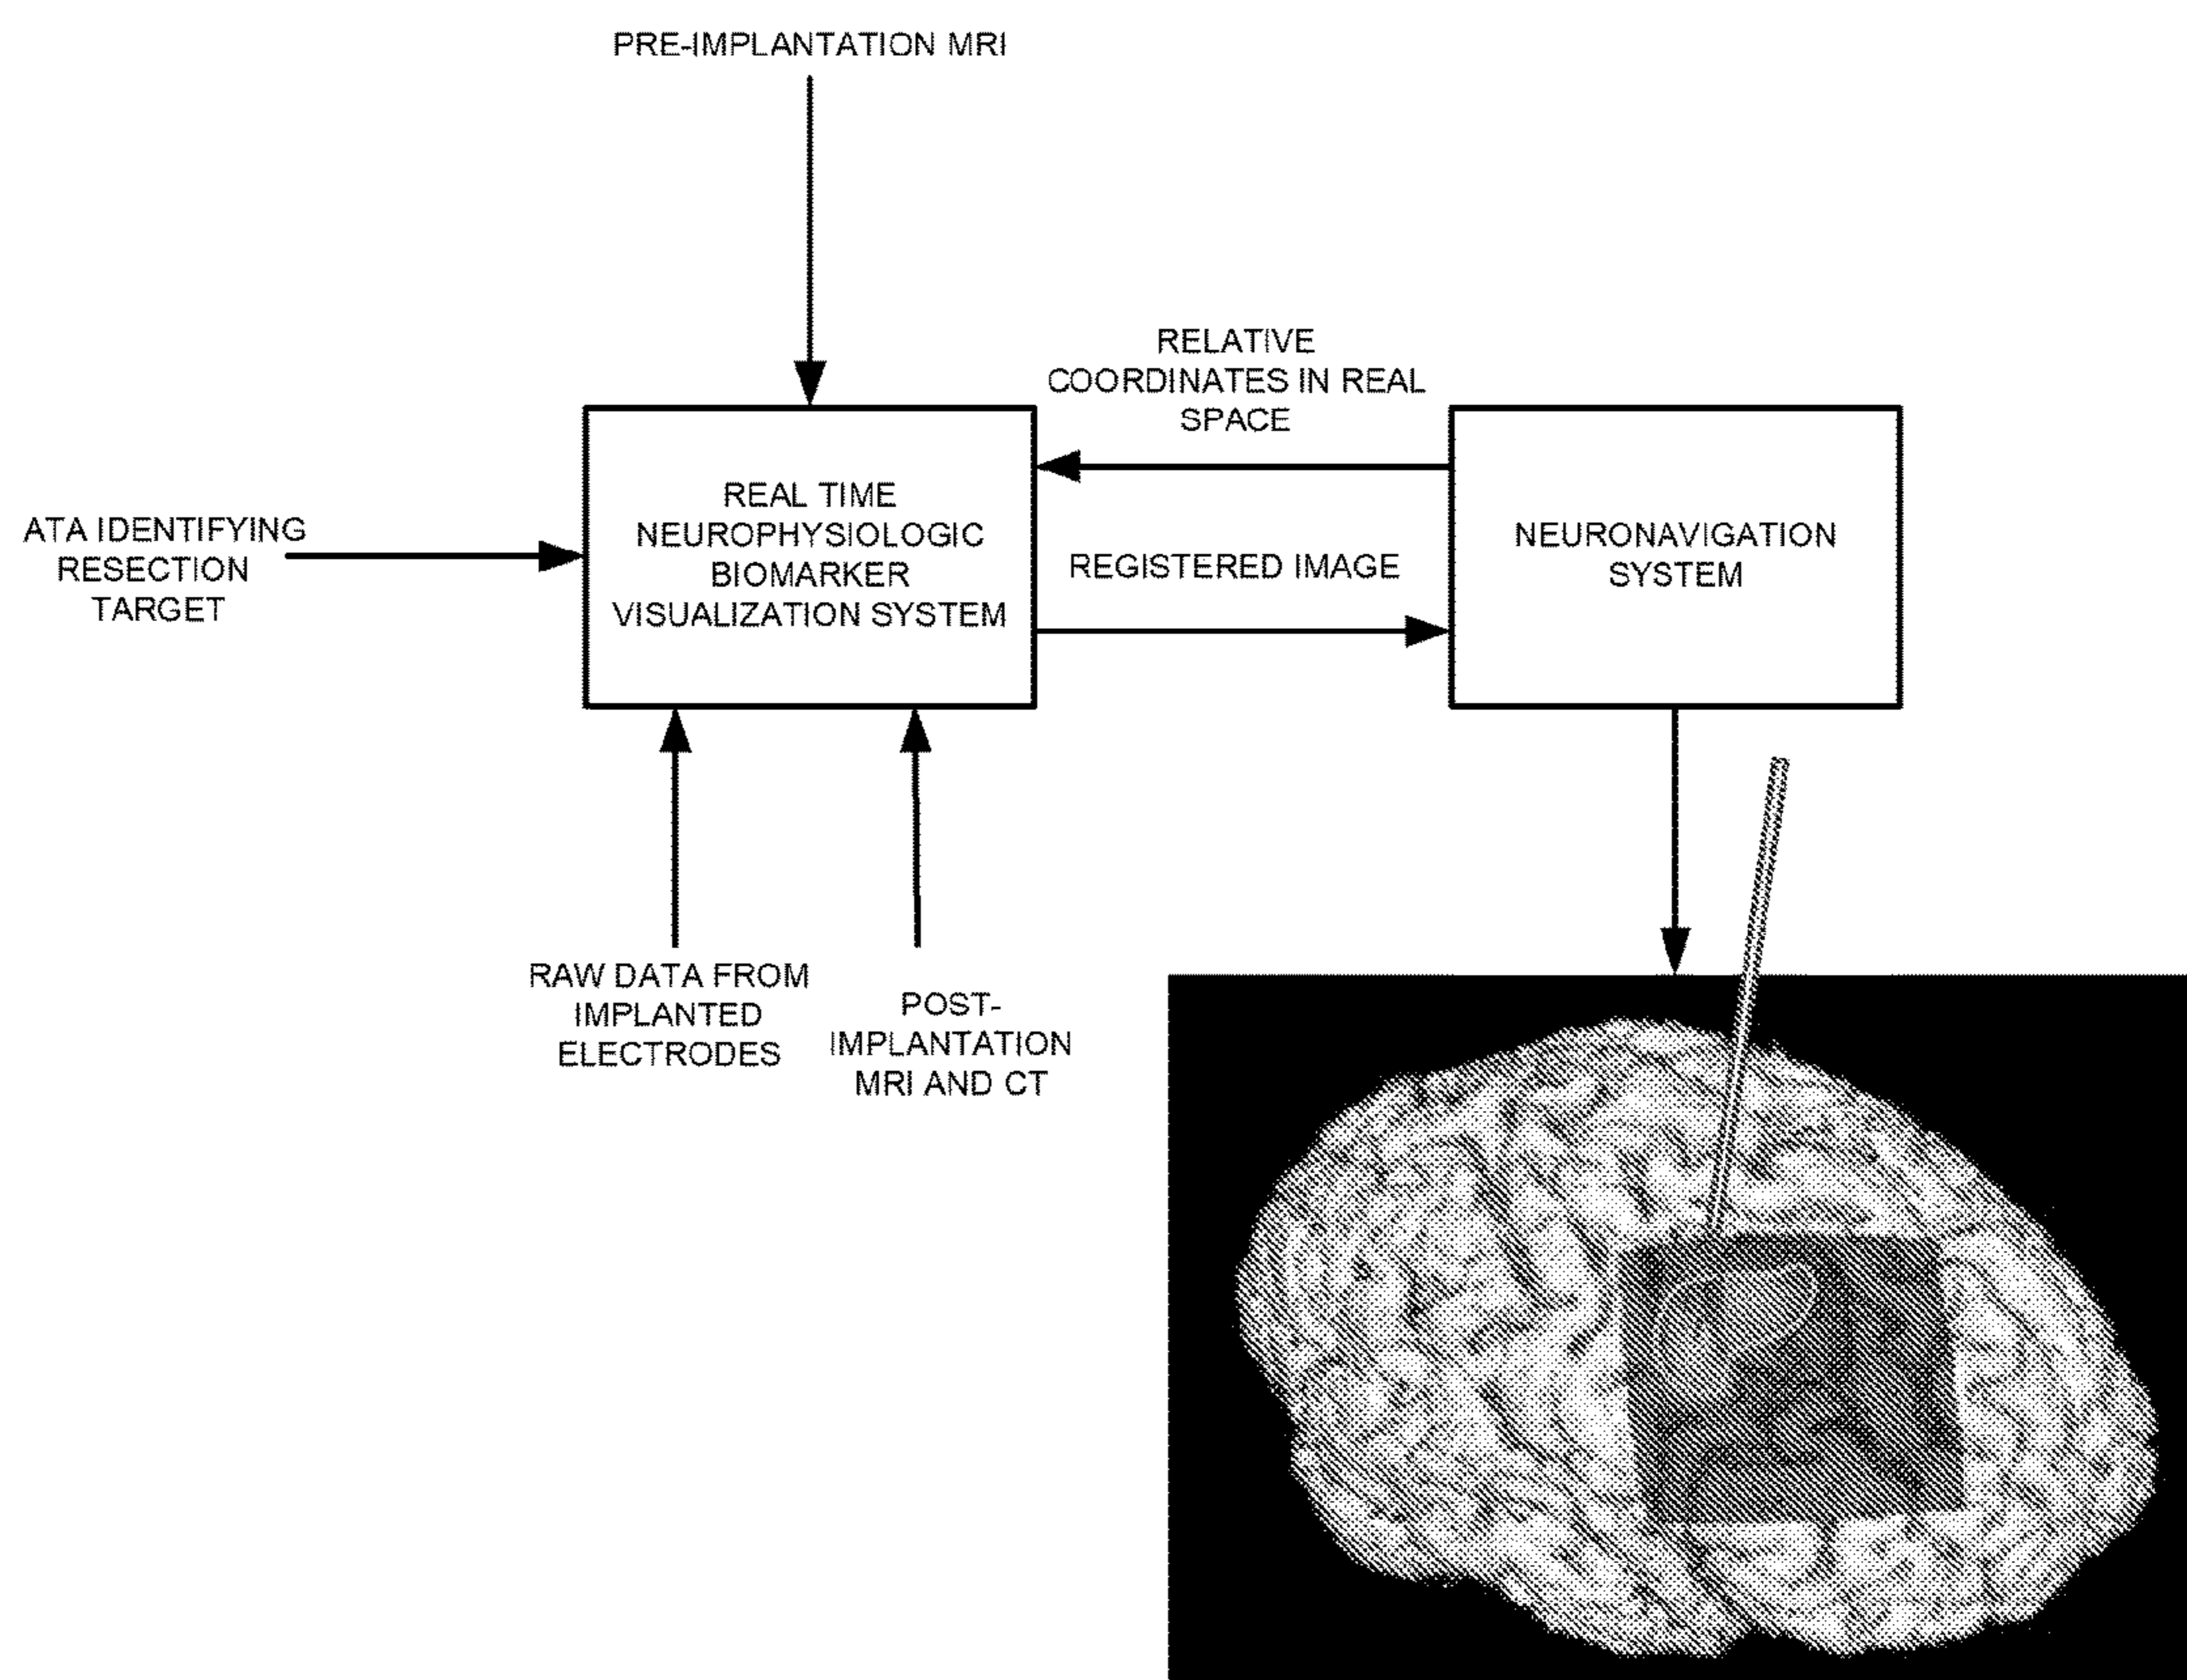 PRE-IMPLANTATION MRI
RELATIVE
COORDINATES IN REAL
SPACE
ATA IDENTIFYING
RESECTION
TARGET
REAL TIME
NEUROPHYSIOLOGIC
BIOMARKER
VISUALIZATION SYSTEM
REGISTERED IMAGE
NEURONAVIGATION
SYSTEM
RAW DATA FROM
IMPLANTED
ELECTRODES
POST-
IMPLANTATION
MRI AND CT